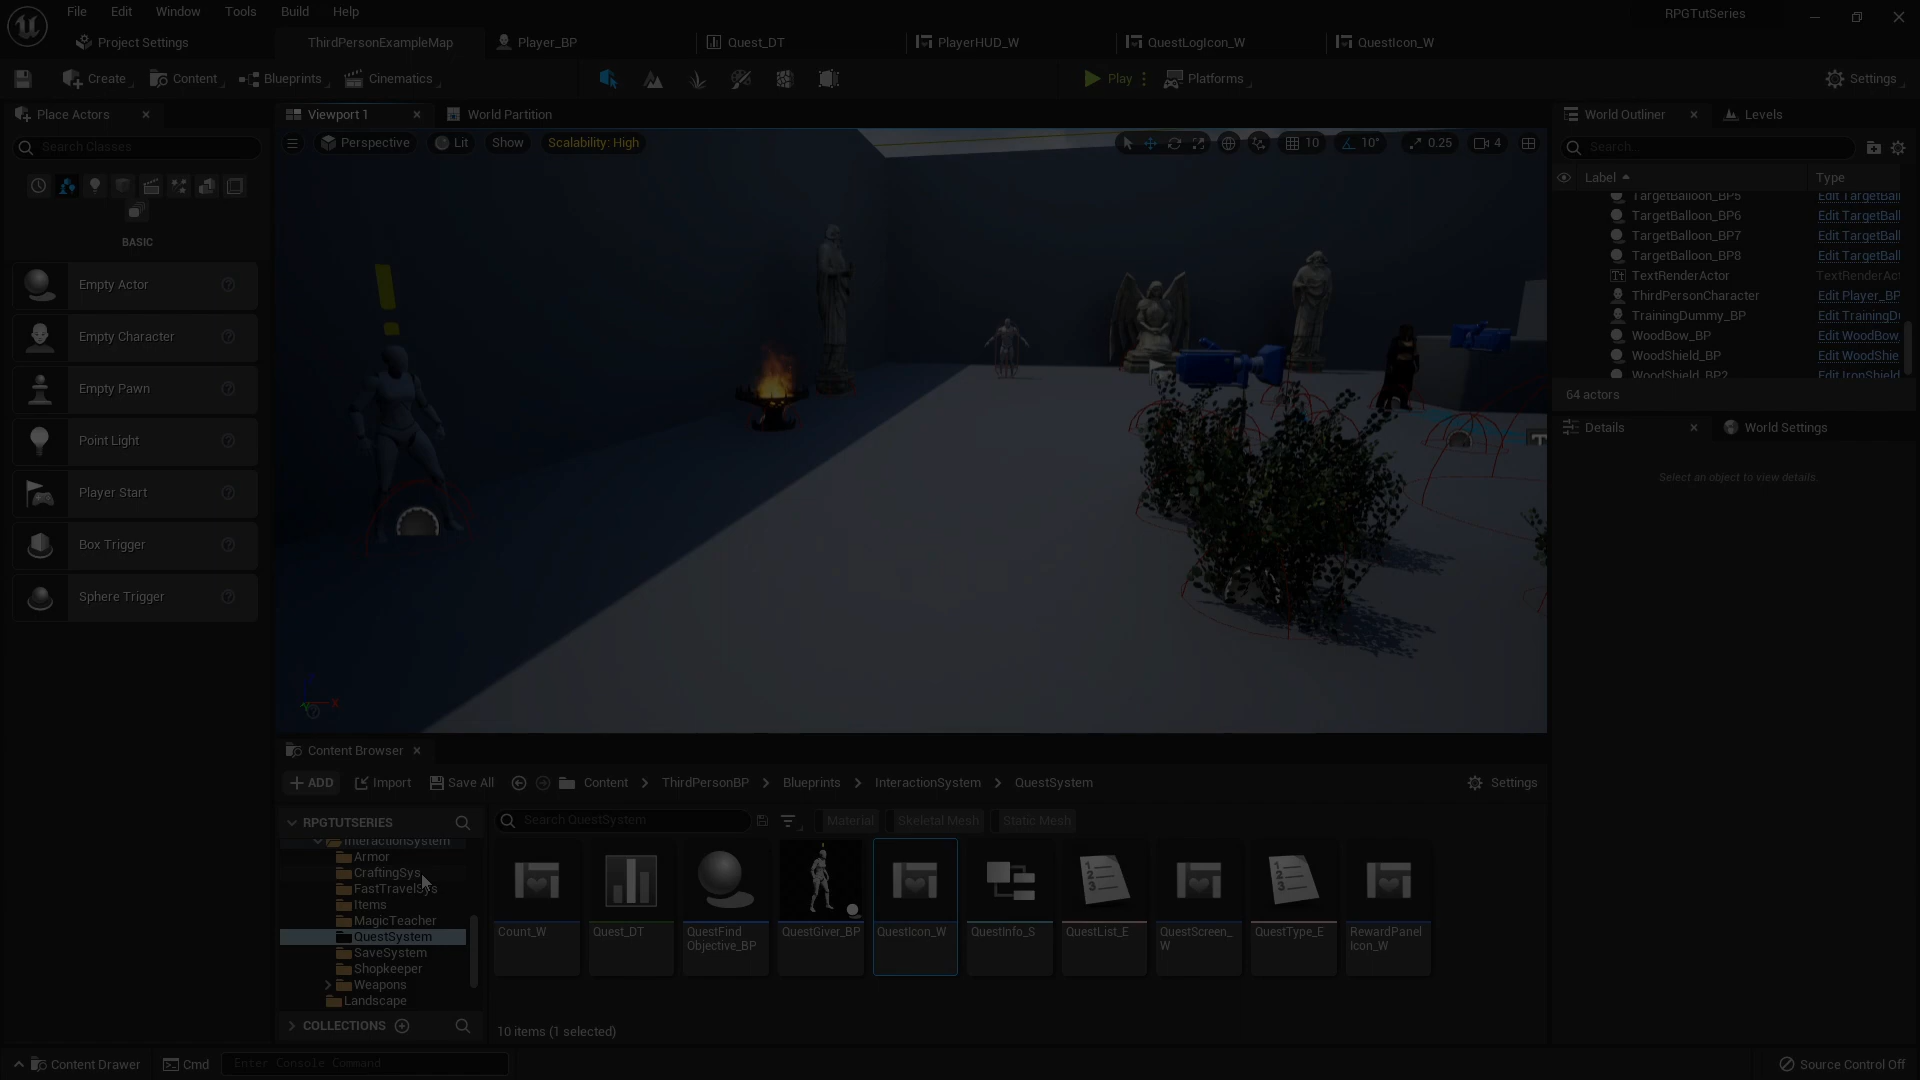 File Edit Window Tools Build Help
RPGTutSeries
Project Settings ThirdPersonExampleMap Player_BP Quest_DT PlayerHUD_W QuestLogIcon_W QuestIcon_W
Create Content Blueprints Cinematics Play Platforms Settings
Place Actors
Search Classes
BASIC
Empty Actor
Empty Character
Empty Pawn
Point Light
Player Start
Box Trigger
Sphere Trigger
Viewport 1 World Partition
Perspective Lit Show Scalability: High 10 10° 0.25 4
X
Content Browser
ADD Import Save All Content ThirdPersonBP Blueprints InteractionSystem QuestSystem Settings
RPGTUTSERIES
InteractionSystem
Armor
CraftingSys
FastTravelSys
Items
MagicTeacher
QuestSystem
SaveSystem
Shopkeeper
Weapons
Landscape
COLLECTIONS
Search QuestSystem Material Skeletal Mesh Static Mesh
Count_W
Quest_DT
QuestFind
Objective_BP
QuestGiver_BP
QuestIcon_W
QuestInfo_S
QuestList_E
QuestScreen_
W
QuestType_E
RewardPanel
Icon_W
10 items (1 selected)
World Outliner Levels
Search...
Label Type
TargetBalloon_BP5 Edit TargetBall
TargetBalloon_BP6 Edit TargetBall
TargetBalloon_BP7 Edit TargetBall
TargetBalloon_BP8 Edit TargetBall
TextRenderActor TextRenderAct
ThirdPersonCharacter Edit Player_BP
TrainingDummy_BP Edit TrainingDu
WoodBow_BP Edit WoodBow
WoodShield_BP Edit WoodShie
WoodShield_BP2 Edit IronShield
64 actors
Details World Settings
Select an object to view details.
Content Drawer Cmd Enter Console Command Source Control Off